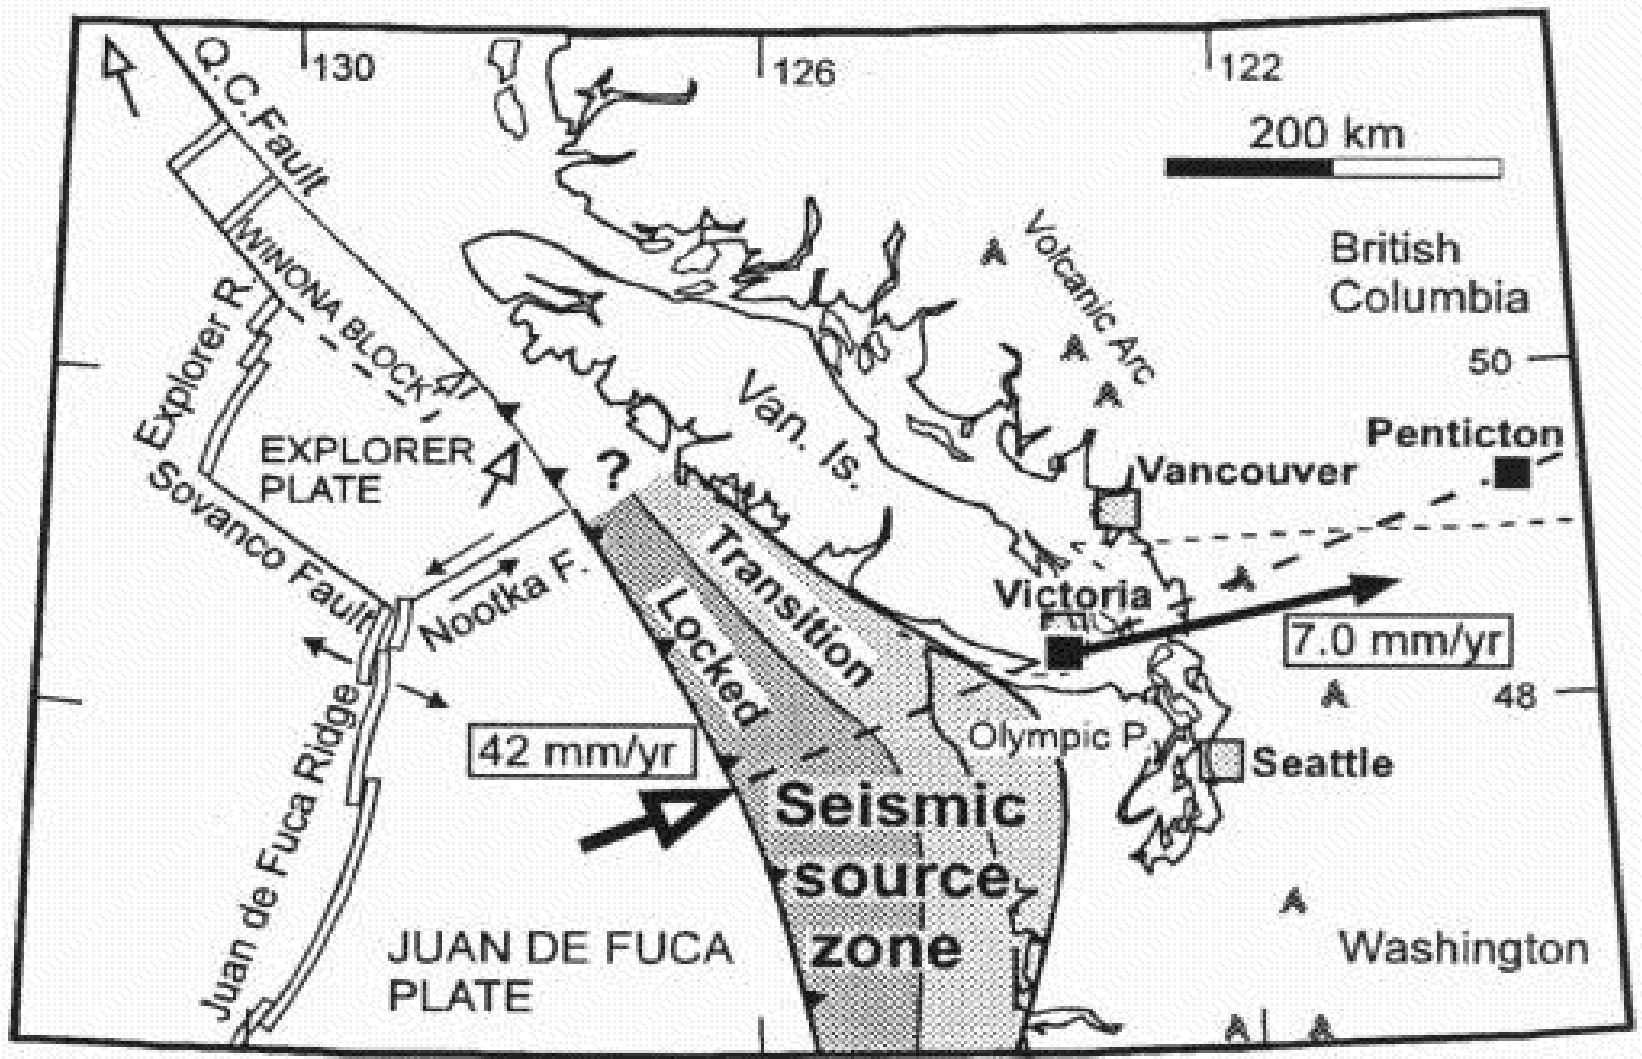 130
126
122
Q.C. Fault
200 km
Volcanic Arc
British
Columbia
WINONA BLOCK
Explorer R.
50
Van. Is.
Penticton
EXPLORER
PLATE
?
Vancouver
Sovanco Fault
Transition
Nootka F.
Locked
Victoria
7.0 mm/yr
48
42 mm/yr
Olympic P.
Seattle
Juan de Fuca Ridge
Seismic
source
zone
JUAN DE FUCA
PLATE
Washington